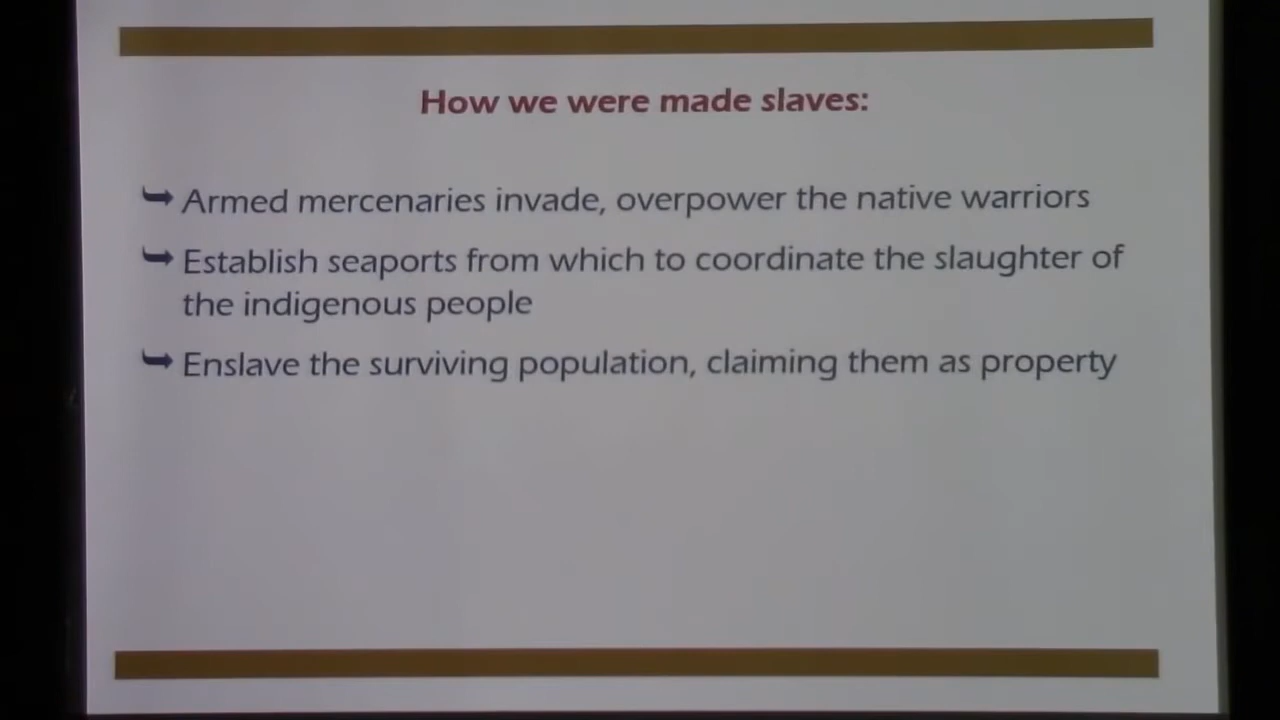 How we were made slaves:
Armed mercenaries invade, overpower the native warriors
Establish seaports from which to coordinate the slaughter of
the indigenous people
Enslave the surviving population, claiming them as property